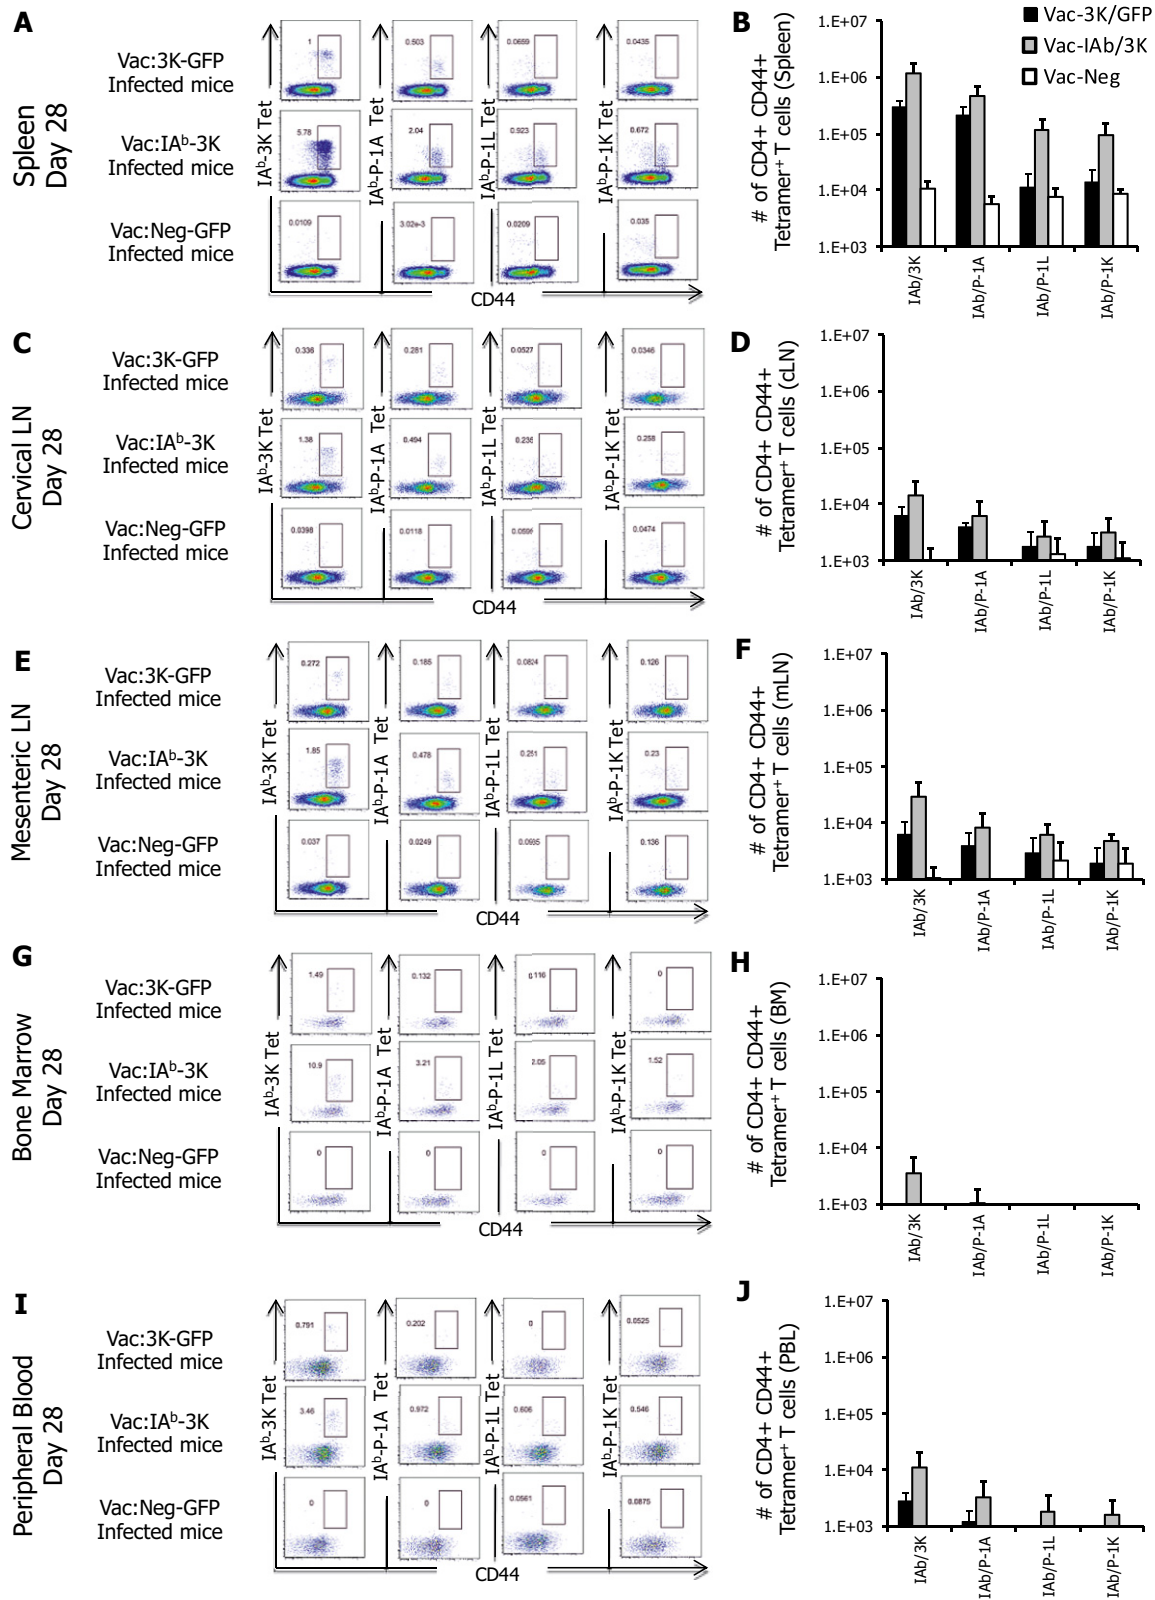 A
Spleen
Day 28
Vac:3K-GFP
Infected mice
Vac:IAb-3K
Infected mice
Vac:Neg-GFP
Infected mice
IAb-3K Tet
1
5.78
0.0109
IAb-P-1A Tet
0.503
2.04
3.02e-3
IAb-P-1L Tet
0.0659
0.923
0.0209
IAb-P-1K Tet
0.0435
0.672
0.035
CD44
B
# of CD4+ CD44+
Tetramer+ T cells (Spleen)
1.E+07
1.E+06
1.E+05
1.E+04
1.E+03
IAb/3K
IAb/P-1A
IAb/P-1L
IAb/P-1K
Vac-3K/GFP
Vac-IAb/3K
Vac-Neg
C
Cervical LN
Day 28
Vac:3K-GFP
Infected mice
Vac:IAb-3K
Infected mice
Vac:Neg-GFP
Infected mice
IAb-3K Tet
0.336
1.38
0.0398
IAb-P-1A Tet
0.281
0.494
0.0118
IAb-P-1L Tet
0.0527
0.235
IAb-P-1K Tet
0.0346
0.258
0.0474
CD44
D
# of CD4+ CD44+
Tetramer+ T cells (cLN)
1.E+07
1.E+06
1.E+05
1.E+04
1.E+03
IAb/3K
IAb/P-1A
IAb/P-1L
IAb/P-1K
E
Mesenteric LN
Day 28
Vac:3K-GFP
Infected mice
Vac:IAb-3K
Infected mice
Vac:Neg-GFP
Infected mice
IAb-3K Tet
0.272
1.85
0.037
IAb-P-1A Tet
0.185
0.478
0.0249
IAb-P-1L Tet
0.0824
0.251
0.0935
IAb-P-1K Tet
0.126
0.23
0.136
CD44
F
# of CD4+ CD44+
Tetramer+ T cells (mLN)
1.E+07
1.E+06
1.E+05
1.E+04
1.E+03
IAb/3K
IAb/P-1A
IAb/P-1L
IAb/P-1K
G
Bone Marrow
Day 28
Vac:3K-GFP
Infected mice
Vac:IAb-3K
Infected mice
Vac:Neg-GFP
Infected mice
IAb-3K Tet
1.49
10.9
0
IAb-P-1A Tet
0.132
3.21
0
IAb-P-1L Tet
0.116
2.05
0
IAb-P-1K Tet
0
1.52
0
CD44
H
# of CD4+ CD44+
Tetramer+ T cells (BM)
1.E+07
1.E+06
1.E+05
1.E+04
1.E+03
IAb/3K
IAb/P-1A
IAb/P-1L
IAb/P-1K
I
Peripheral Blood
Day 28
Vac:3K-GFP
Infected mice
Vac:IAb-3K
Infected mice
Vac:Neg-GFP
Infected mice
IAb-3K Tet
0.791
3.46
0
IAb-P-1A Tet
0.202
0.972
0
IAb-P-1L Tet
0
0.606
0.0561
IAb-P-1K Tet
0.0525
0.546
0.0875
CD44
J
# of CD4+ CD44+
Tetramer+ T cells (PBL)
1.E+07
1.E+06
1.E+05
1.E+04
1.E+03
IAb/3K
IAb/P-1A
IAb/P-1L
IAb/P-1K